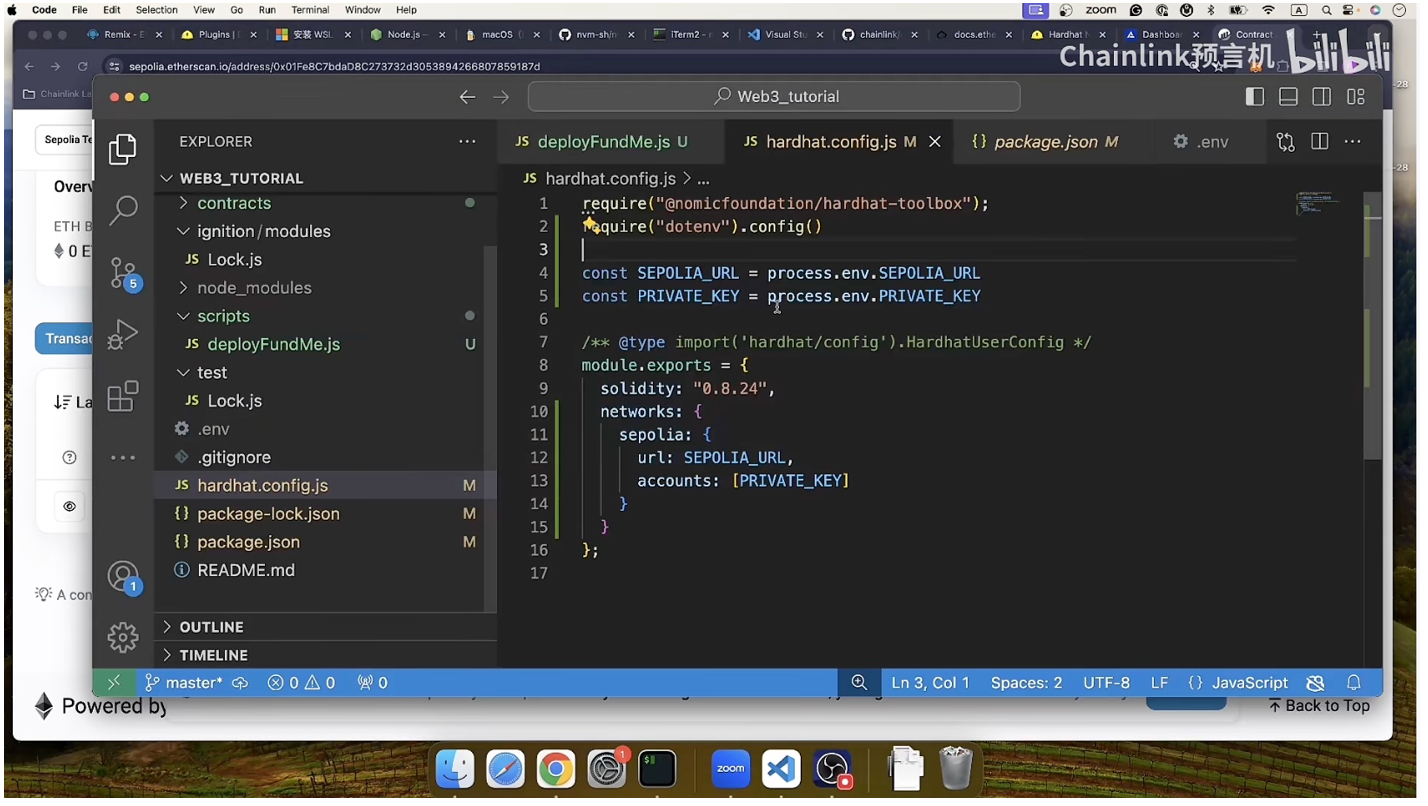 Code File Edit Selection View Go Run Terminal Window Help zoom
Remix - E Plugins | 安装 WSL Node.js – macOS nvm-sh/n iTerm2 – m Visual Stu chainlink/ docs.ethe Hardhat N Dashboard Contract
sepolia.etherscan.io/address/0x01Fe8C7bdaD8C273732d3053894266807859187d
Chainlink预言机 bilibili
Chainlink La
-28
-28
Web3_tutorial
Sepolia Te
Overv
ETH B
0 E
Transac
La
A con
Powered by
Back to Top
EXPLORER
WEB3_TUTORIAL
contracts
ignition/modules
JS Lock.js
node_modules
scripts
deployFundMe.js U
test
JS Lock.js
.env
.gitignore
JS hardhat.config.js M
{} package-lock.json M
{} package.json M
README.md
OUTLINE
TIMELINE
5
1
JS deployFundMe.js U JS hardhat.config.js M {} package.json M .env
JS hardhat.config.js > ...
1 require("@nomicfoundation/hardhat-toolbox");
2 equire("dotenv").config()
3
4 const SEPOLIA_URL = process.env.SEPOLIA_URL
5 const PRIVATE_KEY = process.env.PRIVATE_KEY
6
7 /** @type import('hardhat/config').HardhatUserConfig */
8 module.exports = {
9 solidity: "0.8.24",
10 networks: {
11 sepolia: {
12 url: SEPOLIA_URL,
13 accounts: [PRIVATE_KEY]
14 }
15 }
16 };
17
master* 0 0 0 Ln 3, Col 1 Spaces: 2 UTF-8 LF {} JavaScript
zoom
1